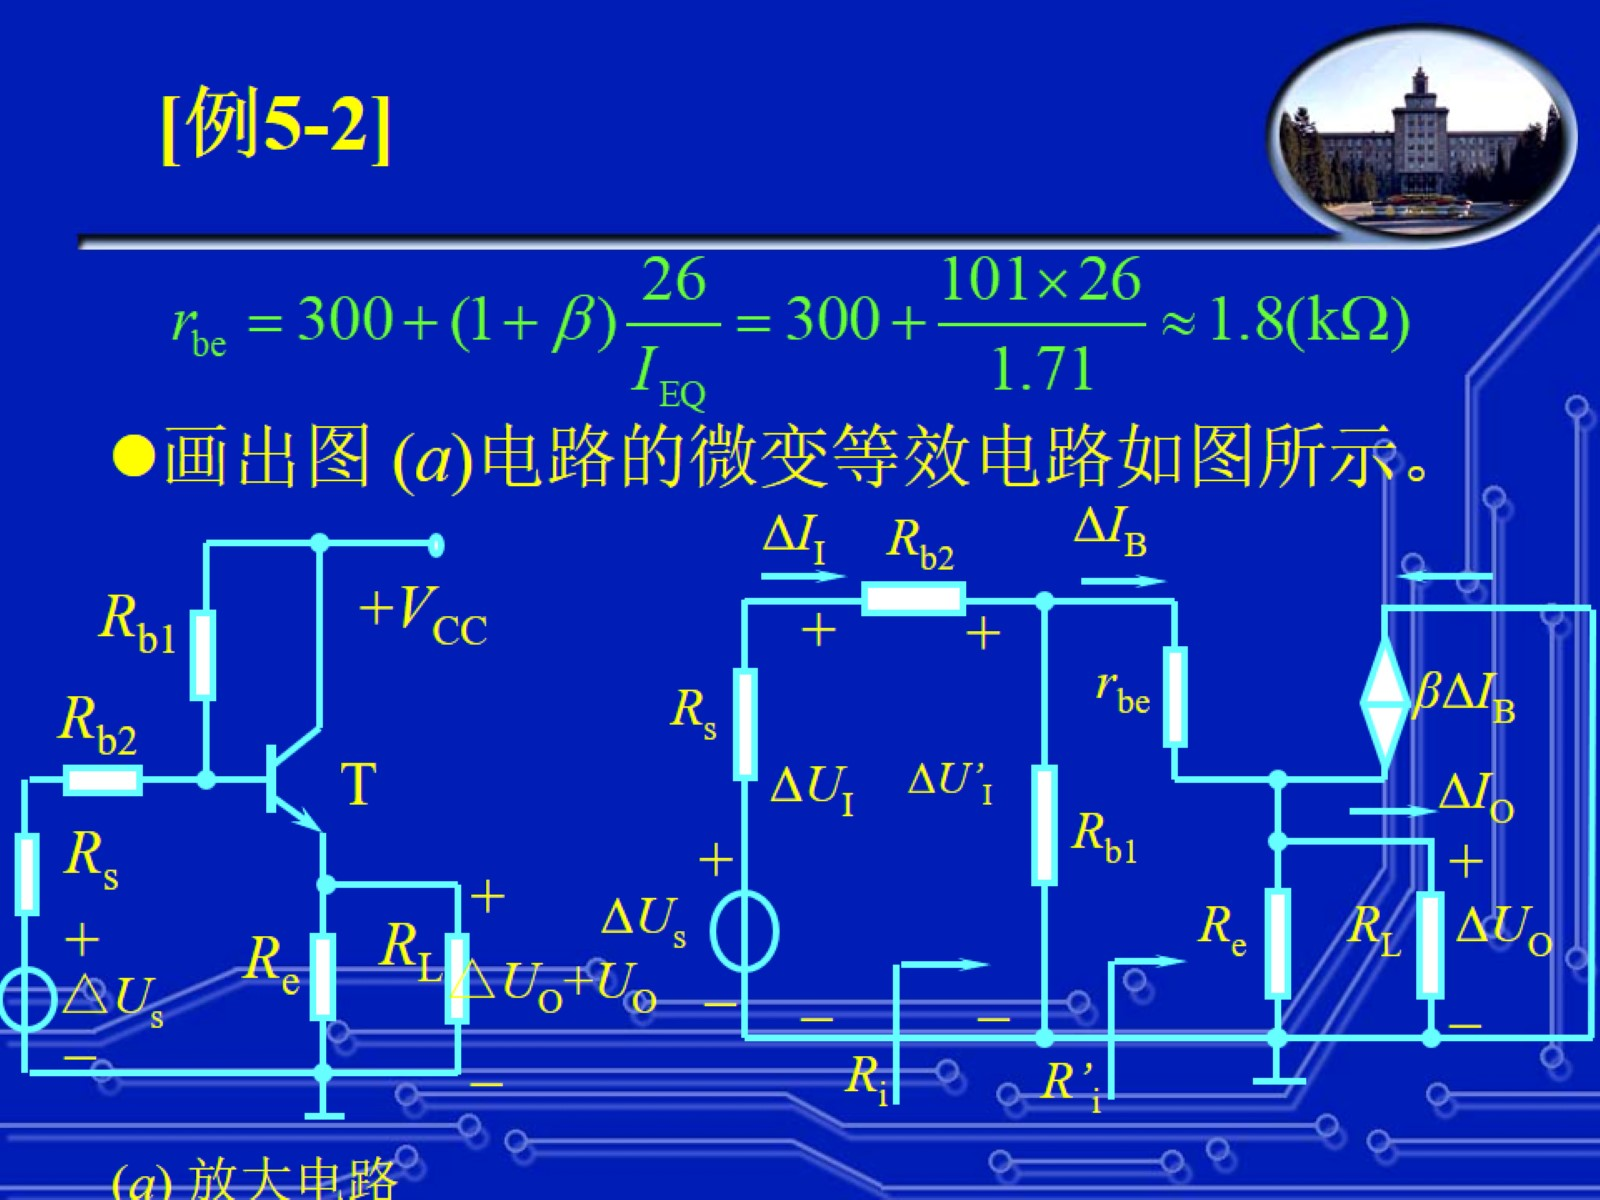 [例5-2]
r_be = 300 + (1 + β) 26/I_EQ = 300 + 101×26/1.71 ≈ 1.8(kΩ)
●画出图 (a)电路的微变等效电路如图所示。
R_b1
+V_CC
R_b2
T
R_s
+
△U_s
−
R_e
R_L
+
△U_O+U_O
−
(a) 放大电路
ΔI_I
R_b2
ΔI_B
+
+
R_s
r_be
βΔI_B
ΔU_I
ΔU'_I
R_b1
ΔI_O
+
ΔU_s
−
−
−
R_e
R_L
+
ΔU_O
−
R_i
R'_i